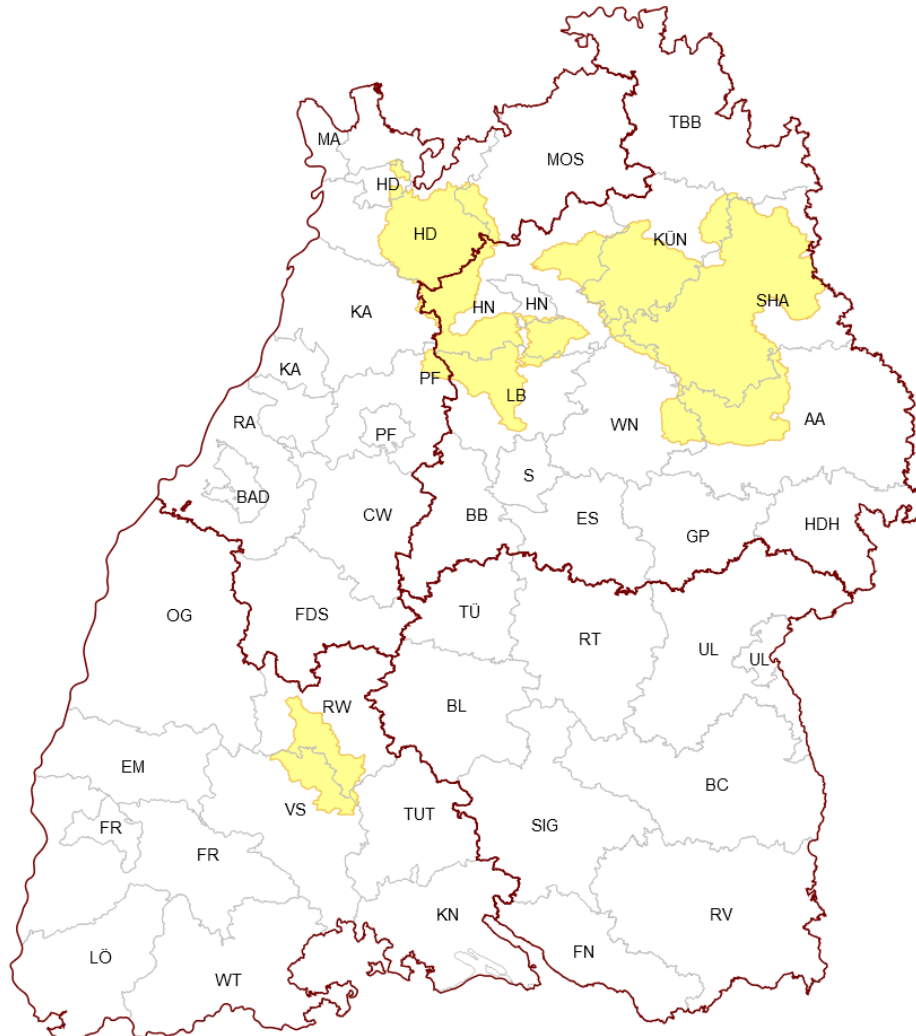 TBB
MA
MOS
HD
HD
KÜN
SHA
KA
HN
HN
KA
PF
LB
RA
PF
WN
AA
S
BAD
CW
BB
ES
GP
HDH
OG
FDS
TÜ
RT
UL
UL
RW
BL
EM
VS
TUT
BC
FR
FR
SIG
KN
RV
LÖ
WT
FN